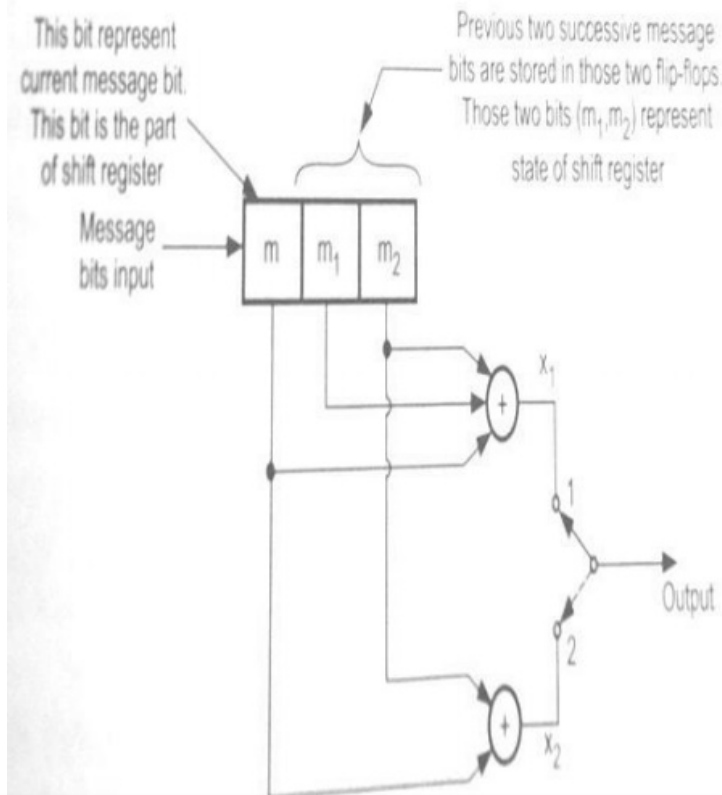 This bit represent
current message bit.
This bit is the part
of shift register
Previous two successive message
bits are stored in those two flip-flops.
Those two bits (m₁,m₂) represent
state of shift register
Message
bits input
m
m₁
m₂
+
x₁
1
Output
2
+
x₂